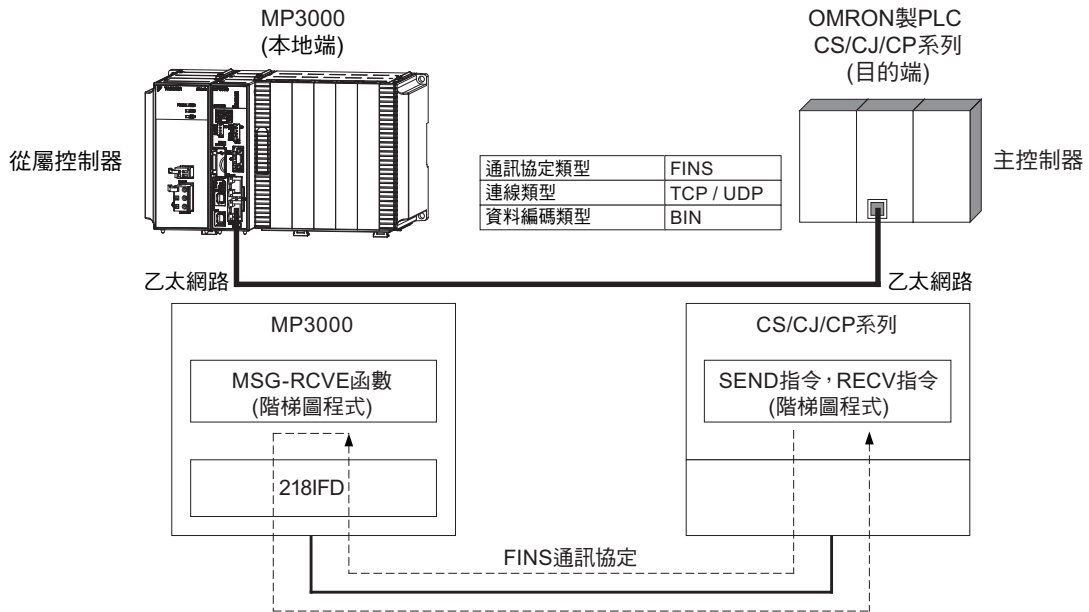 MP3000
(本地端)
OMRON製PLC
CS/CJ/CP系列
(目的端)
從屬控制器
通訊協定類型 FINS
連線類型 TCP / UDP
資料編碼類型 BIN
主控制器
乙太網路
乙太網路
MP3000
CS/CJ/CP系列
MSG-RCVE函數
(階梯圖程式)
SEND指令，RECV指令
(階梯圖程式)
218IFD
FINS通訊協定